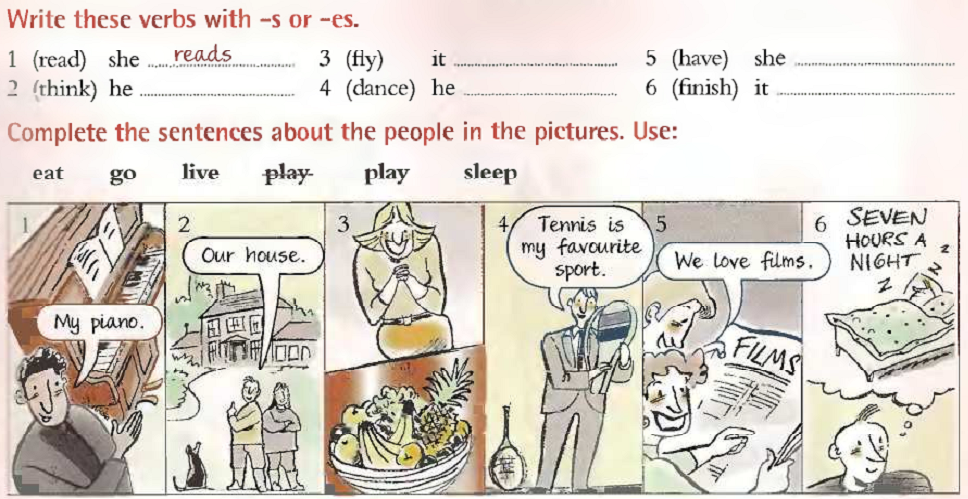 Write these verbs with –s or –es.
1 (read) she reads 3 (fly) it 5 (have) she
2 (think) he 4 (dance) he 6 (finish) it
Complete the sentences about the people in the pictures. Use:
eat go live play play sleep
1
My piano.
2
Our house.
3
4
Tennis is
my favourite
sport.
5
We love films.
FILMS
6
SEVEN
HOURS A
NIGHT
Z Z N Z